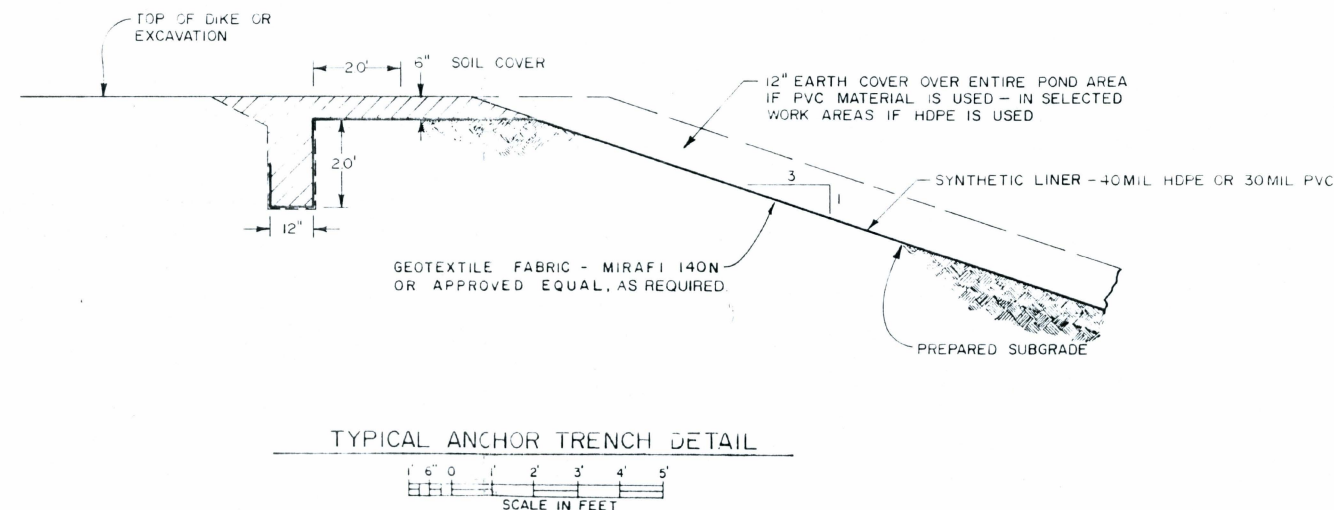 TOP OF DIKE OR
EXCAVATION
2.0'
6" SOIL COVER
12" EARTH COVER OVER ENTIRE POND AREA
IF PVC MATERIAL IS USED – IN SELECTED
WORK AREAS IF HDPE IS USED
2.0'
3
1
SYNTHETIC LINER – 40 MIL HDPE OR 30 MIL PVC
12"
GEOTEXTILE FABRIC – MIRAFI 140N
OR APPROVED EQUAL, AS REQUIRED.
PREPARED SUBGRADE
TYPICAL ANCHOR TRENCH DETAIL
1' 6" 0 1' 2' 3' 4' 5'
SCALE IN FEET